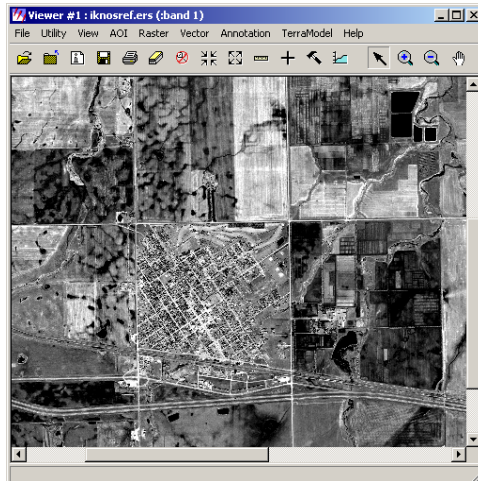 Viewer #1 : iknosref.ers (:band 1)
File Utility View AOI Raster Vector Annotation TerraModel Help